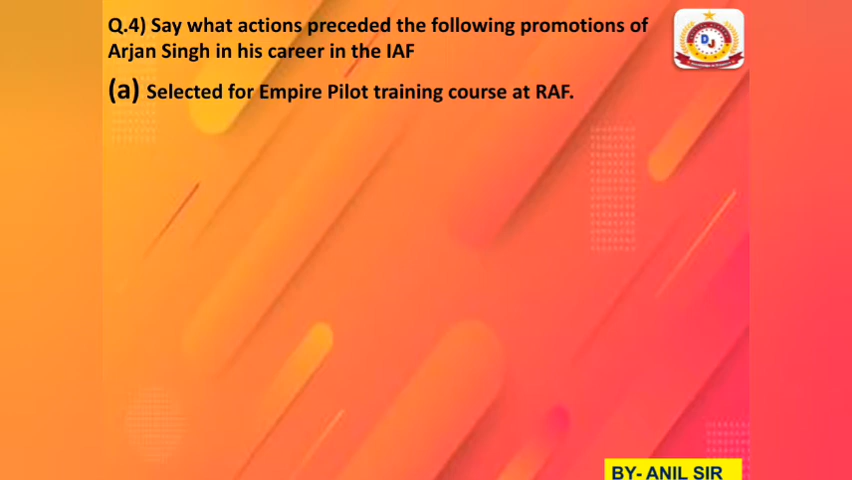 Q.4) Say what actions preceded the following promotions of
Arjan Singh in his career in the IAF
DJ
(a) Selected for Empire Pilot training course at RAF.
BY- ANIL SIR